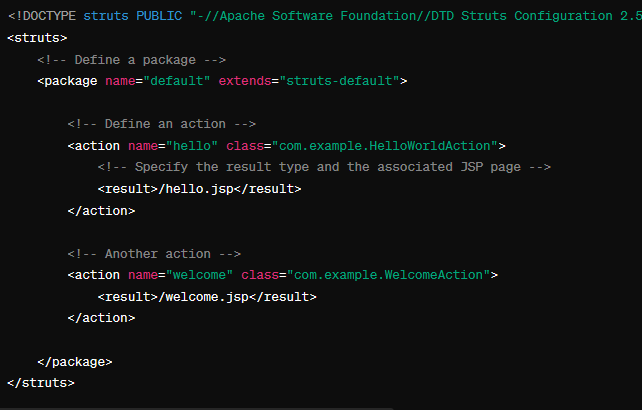 <!DOCTYPE struts PUBLIC "-//Apache Software Foundation//DTD Struts Configuration 2.5
<struts>
    <!-- Define a package -->
    <package name="default" extends="struts-default">

        <!-- Define an action -->
        <action name="hello" class="com.example.HelloWorldAction">
            <!-- Specify the result type and the associated JSP page -->
            <result>/hello.jsp</result>
        </action>

        <!-- Another action -->
        <action name="welcome" class="com.example.WelcomeAction">
            <result>/welcome.jsp</result>
        </action>

    </package>
</struts>